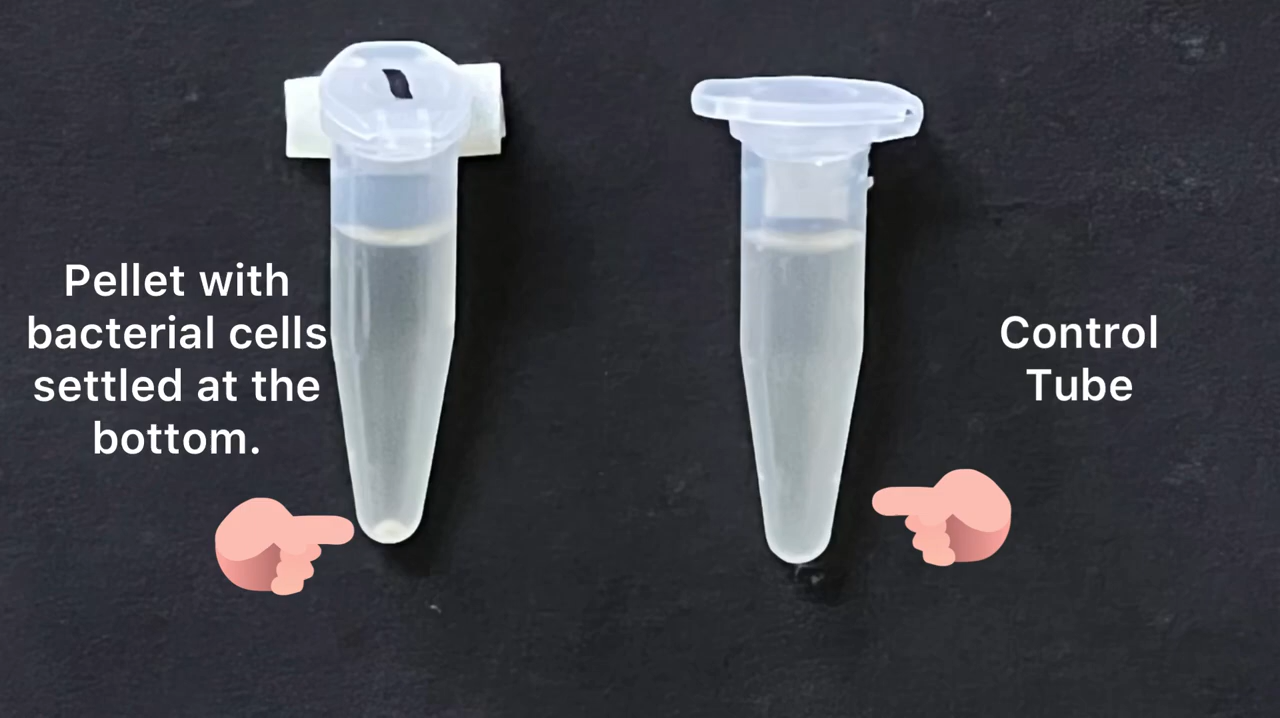 Pellet with
bacterial cells
settled at the
bottom.
Control
Tube